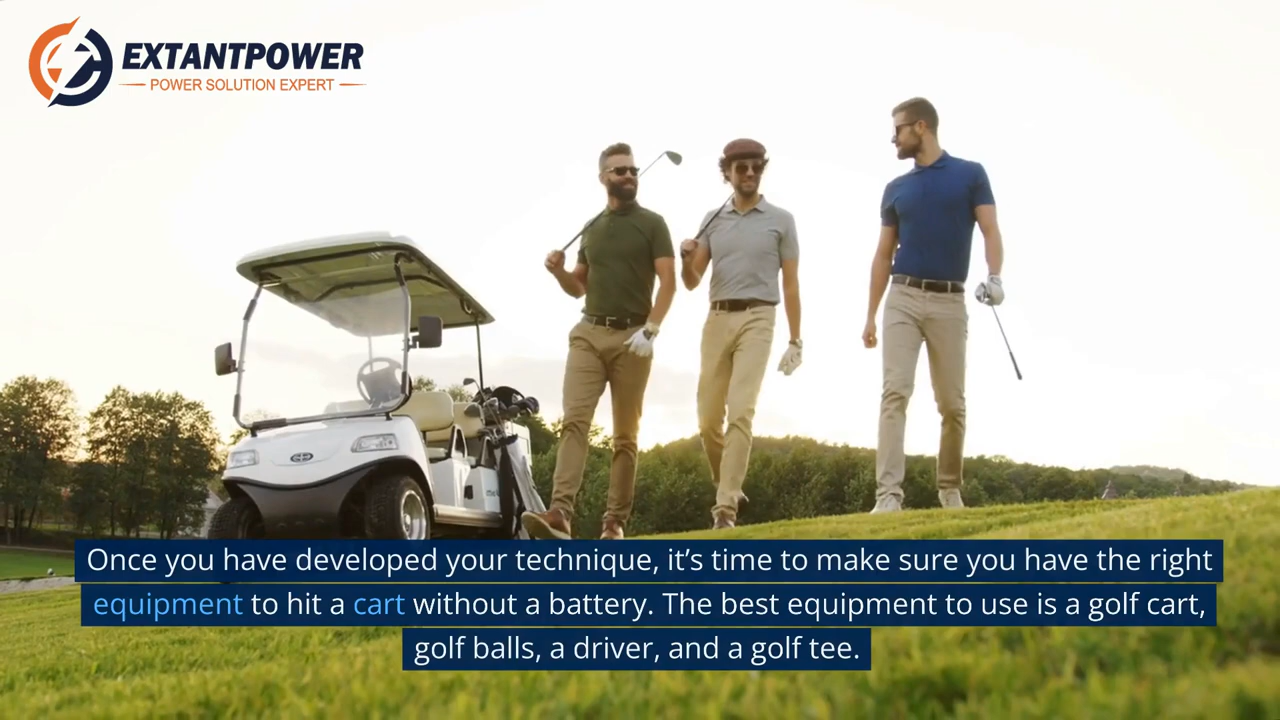 EXTANTPOWER
POWER SOLUTION EXPERT
Once you have developed your technique, it’s time to make sure you have the right
equipment to hit a cart without a battery. The best equipment to use is a golf cart,
golf balls, a driver, and a golf tee.